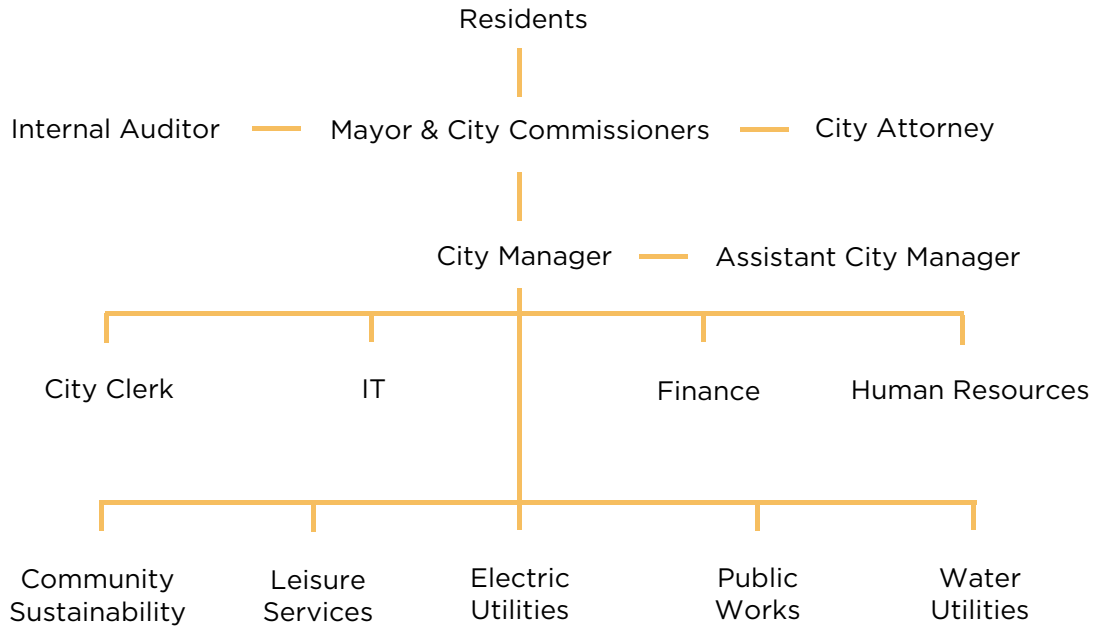 Residents
Internal Auditor
Mayor & City Commissioners
City Attorney
City Manager
Assistant City Manager
City Clerk
IT
Finance
Human Resources
Community
Sustainability
Leisure
Services
Electric
Utilities
Public
Works
Water
Utilities